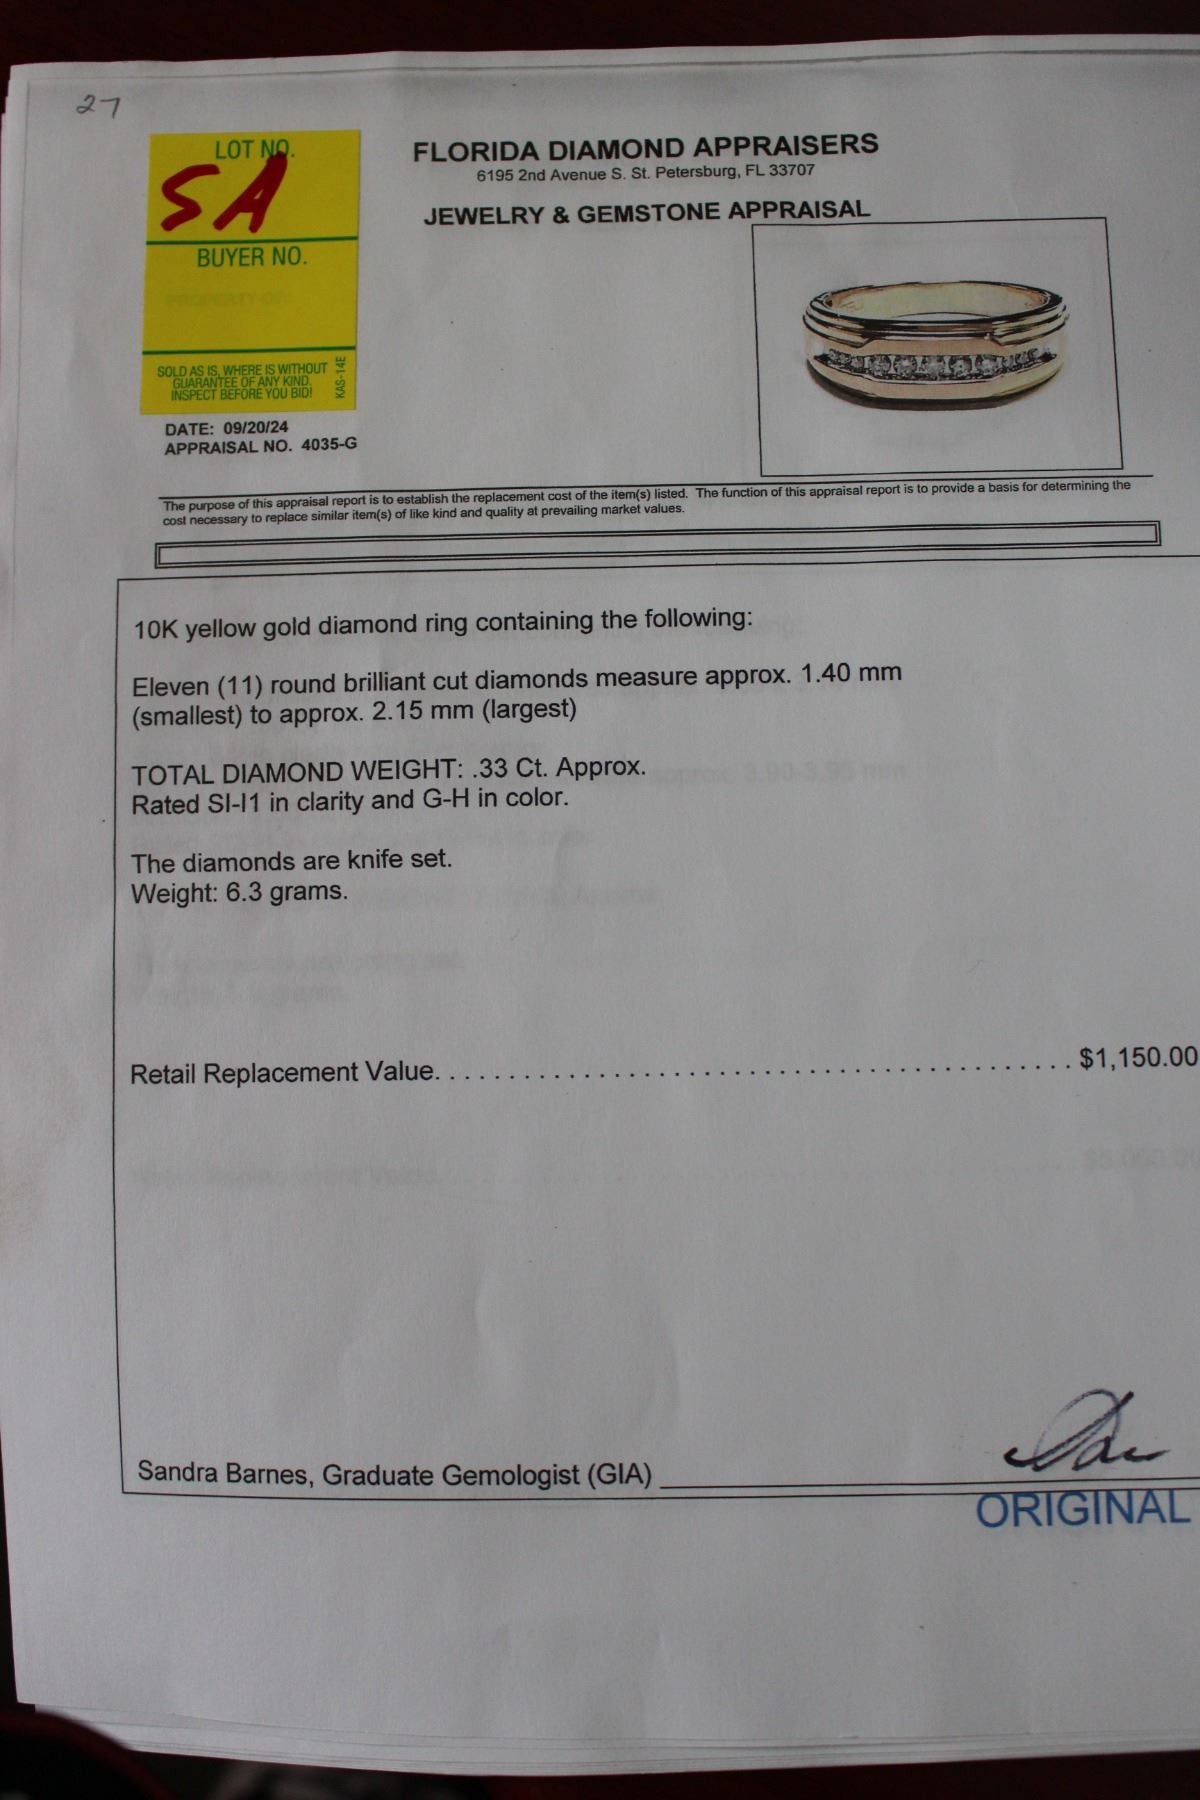 27
LOT NO.
SA
BUYER NO.
SOLD AS IS, WHERE IS WITHOUT
GUARANTEE OF ANY KIND.
INSPECT BEFORE YOU BID!
KAS-14E
FLORIDA DIAMOND APPRAISERS
6195 2nd Avenue S. St. Petersburg, FL 33707
JEWELRY & GEMSTONE APPRAISAL
DATE: 09/20/24
APPRAISAL NO. 4035-G
The purpose of this appraisal report is to establish the replacement cost of the item(s) listed. The function of this appraisal report is to provide a basis for determining the
cost necessary to replace similar item(s) of like kind and quality at prevailing market values.
10K yellow gold diamond ring containing the following:
Eleven (11) round brilliant cut diamonds measure approx. 1.40 mm
(smallest) to approx. 2.15 mm (largest)
TOTAL DIAMOND WEIGHT: .33 Ct. Approx.
Rated SI-I1 in clarity and G-H in color.
The diamonds are knife set.
Weight: 6.3 grams.
Retail Replacement Value. . . . . . . . . . . . . . . . . . . . . . . . . . . . . . . . . . . . . . . . . . . . $1,150.00
Sandra Barnes, Graduate Gemologist (GIA)
ORIGINAL